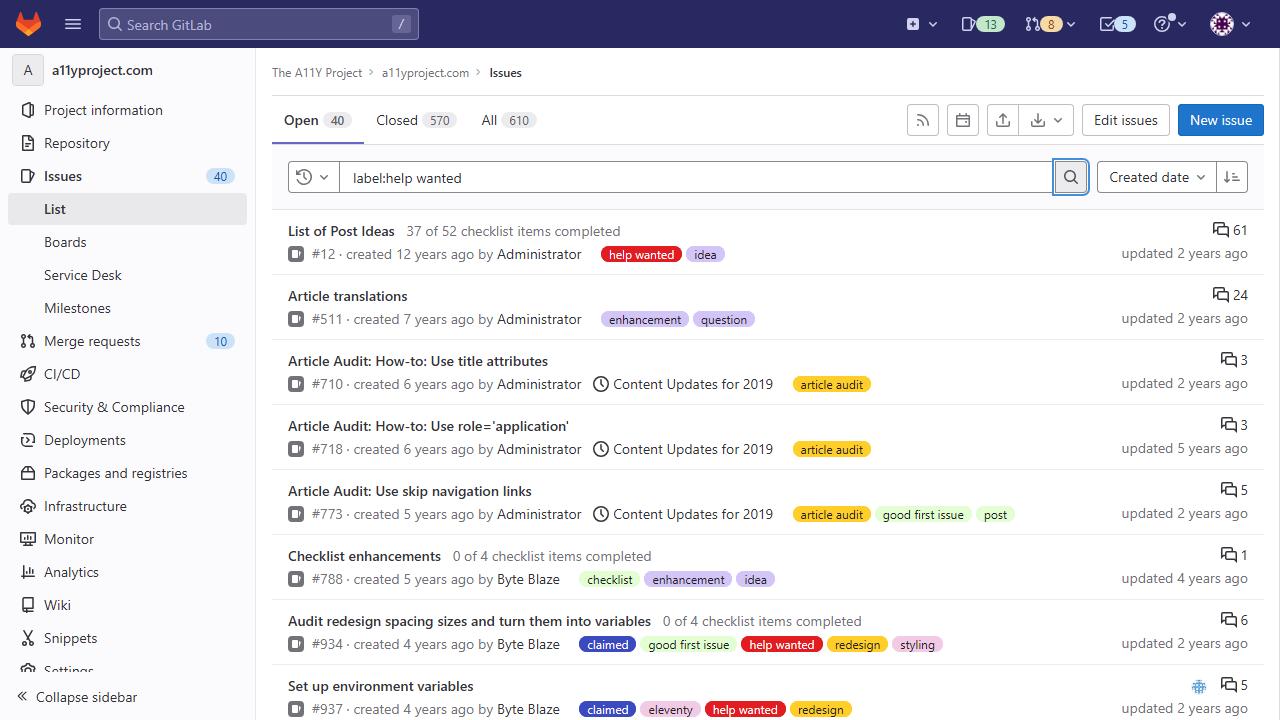 Search GitLab /
13
8
5
A a11yproject.com
Project information
Repository
Issues 40
List
Boards
Service Desk
Milestones
Merge requests 10
CI/CD
Security & Compliance
Deployments
Packages and registries
Infrastructure
Monitor
Analytics
Wiki
Snippets
Settings
Collapse sidebar
The A11Y Project > a11yproject.com > Issues
Open 40 Closed 570 All 610
Edit issues New issue
label:help wanted
Created date
List of Post Ideas 37 of 52 checklist items completed 61
#12 · created 12 years ago by Administrator help wanted idea updated 2 years ago
Article translations 24
#511 · created 7 years ago by Administrator enhancement question updated 2 years ago
Article Audit: How-to: Use title attributes 3
#710 · created 6 years ago by Administrator Content Updates for 2019 article audit updated 2 years ago
Article Audit: How-to: Use role='application' 3
#718 · created 6 years ago by Administrator Content Updates for 2019 article audit updated 5 years ago
Article Audit: Use skip navigation links 5
#773 · created 5 years ago by Administrator Content Updates for 2019 article audit good first issue post updated 2 years ago
Checklist enhancements 0 of 4 checklist items completed 1
#788 · created 5 years ago by Byte Blaze checklist enhancement idea updated 4 years ago
Audit redesign spacing sizes and turn them into variables 0 of 4 checklist items completed 6
#934 · created 4 years ago by Byte Blaze claimed good first issue help wanted redesign styling updated 2 years ago
Set up environment variables 5
#937 · created 4 years ago by Byte Blaze claimed eleventy help wanted redesign updated 2 years ago